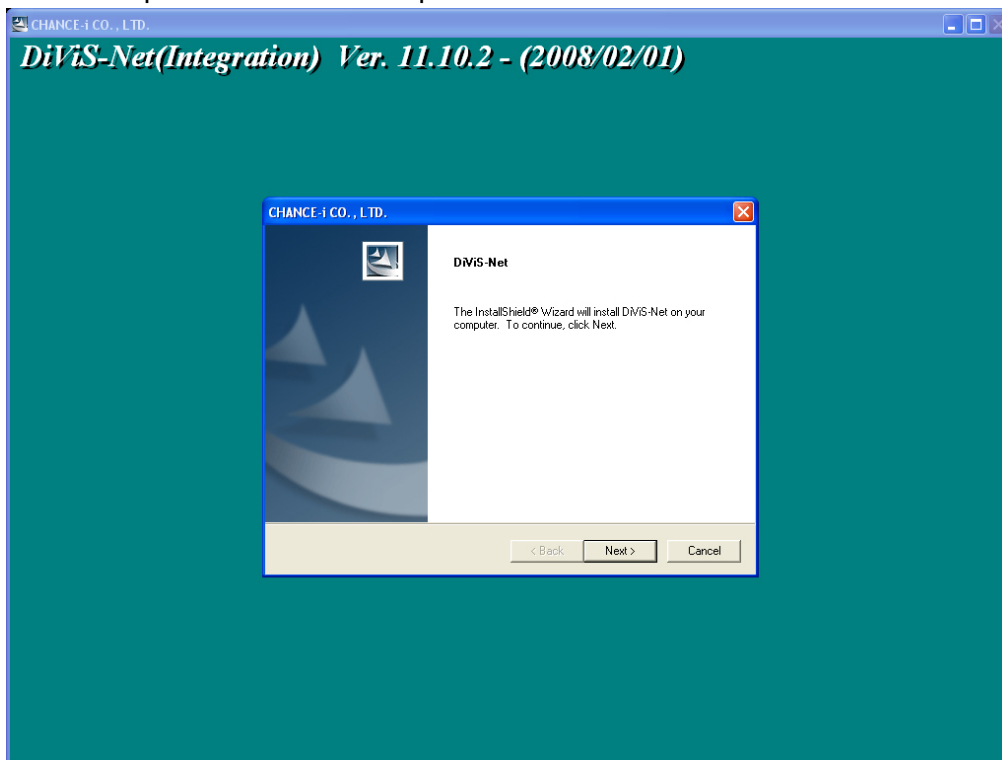 CHANCE-i CO., LTD.
DiViS-Net(Integration) Ver. 11.10.2 - (2008/02/01)
CHANCE-i CO., LTD.
DiViS-Net
The InstallShield® Wizard will install DiViS-Net on your
computer. To continue, click Next.
< Back Next > Cancel